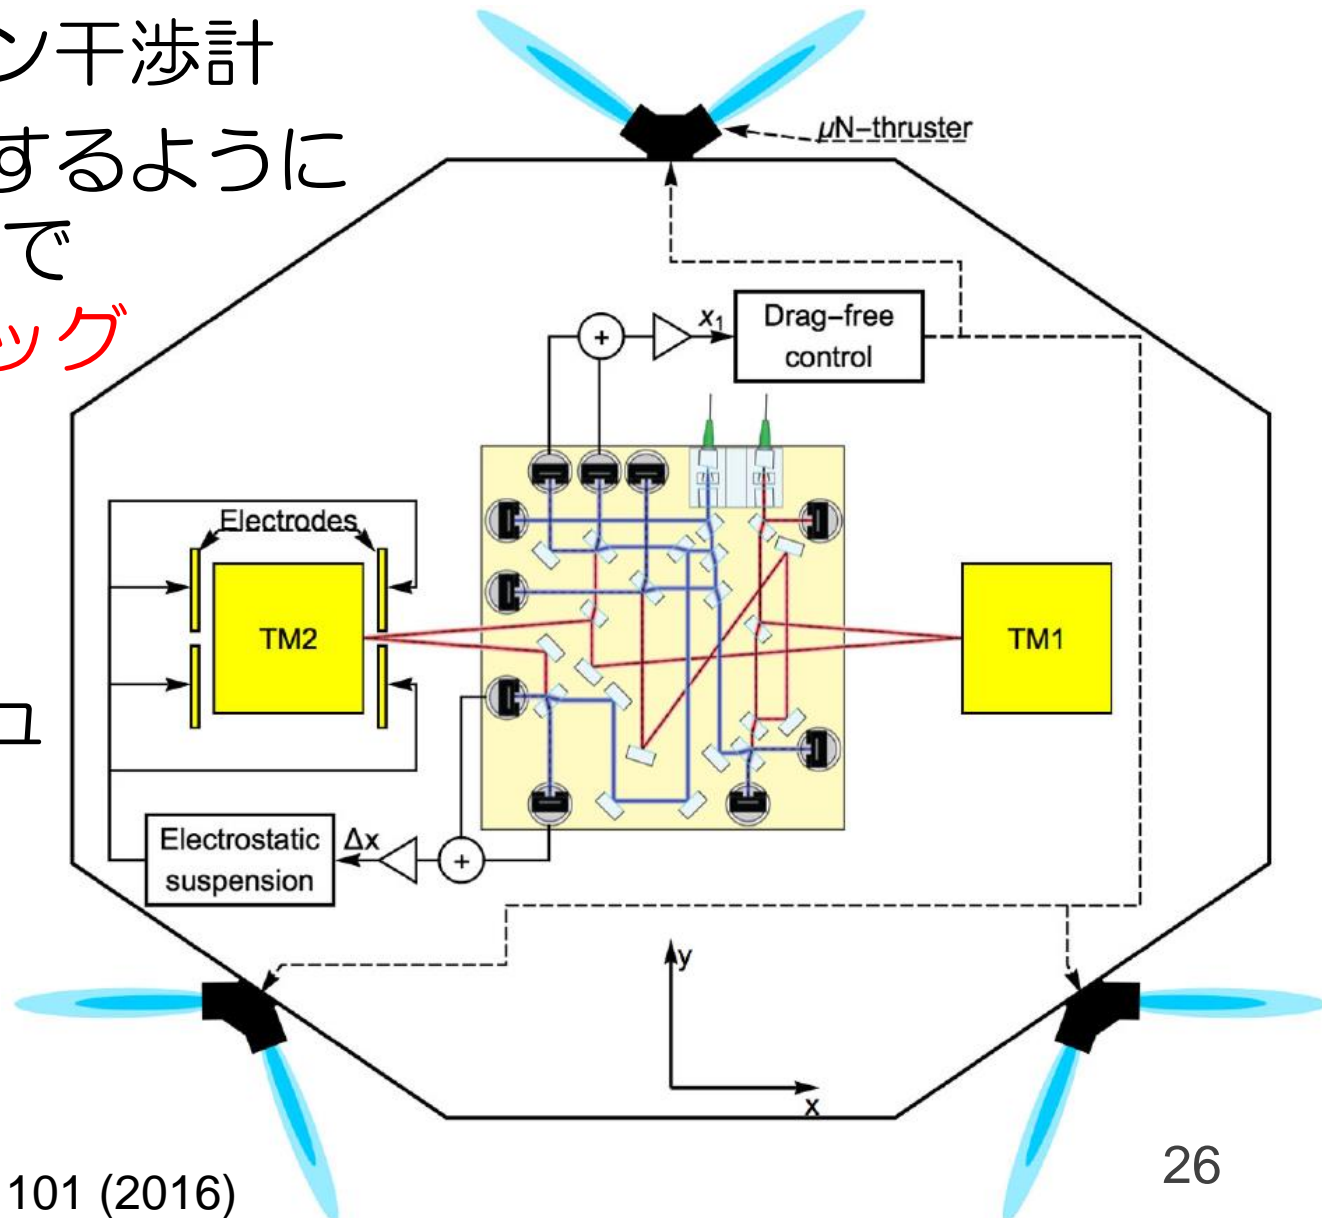 ン干渉計
するように
で
ッグ
ュ
μN-thruster
x₁
Drag-free
control
+
Electrodes
TM2
TM1
Electrostatic
suspension
Δx
+
y
x
101 (2016)
26